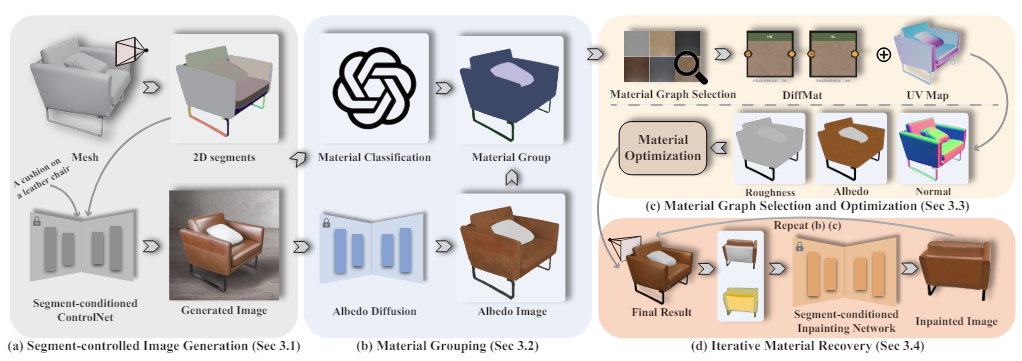 Mesh
2D segments
A cushion on
a leather chair
Segment-conditioned
ControlNet
Generated Image
(a) Segment-controlled Image Generation (Sec 3.1)
Material Classification
Material Group
Albedo Diffusion
Albedo Image
(b) Material Grouping (Sec 3.2)
Material Graph Selection
DiffMat
UV Map
Material
Optimization
Roughness
Albedo
Normal
(c) Material Graph Selection and Optimization (Sec 3.3)
Repeat (b) (c)
Final Result
Segment-conditioned
Inpainting Network
Inpainted Image
(d) Iterative Material Recovery (Sec 3.4)